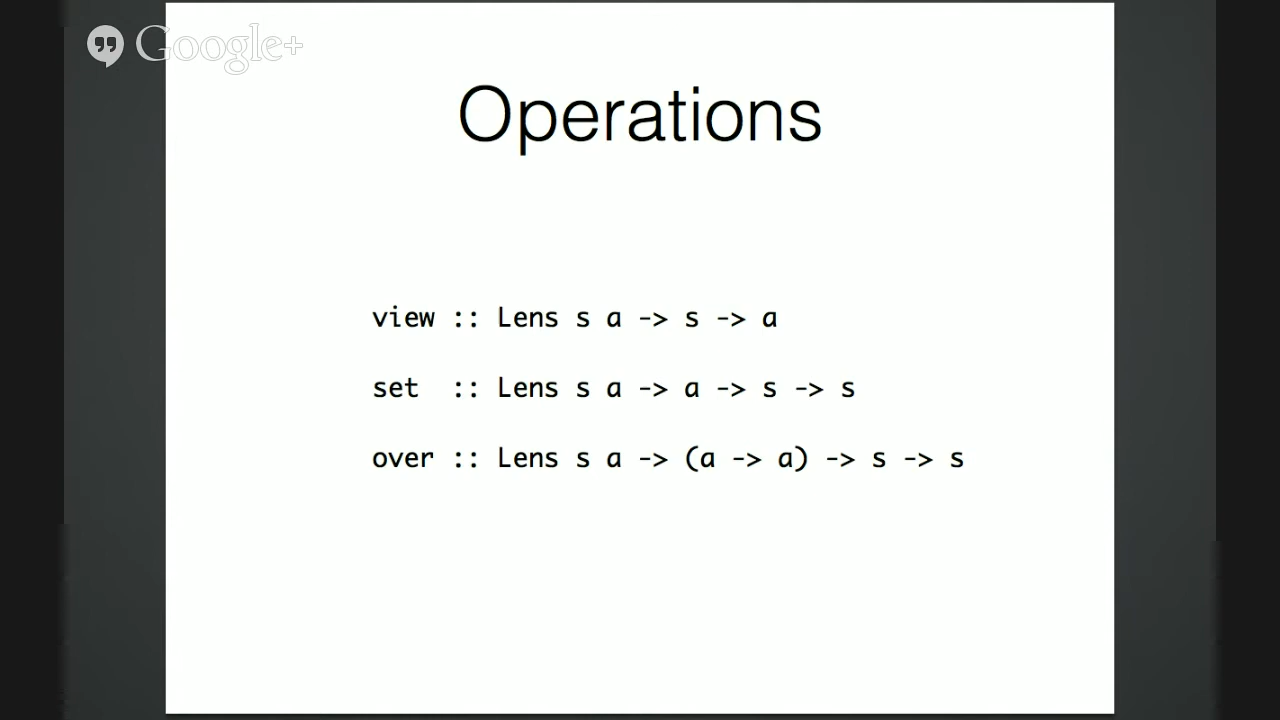 Google+
Operations
view :: Lens s a -> s -> a
set  :: Lens s a -> a -> s -> s
over :: Lens s a -> (a -> a) -> s -> s